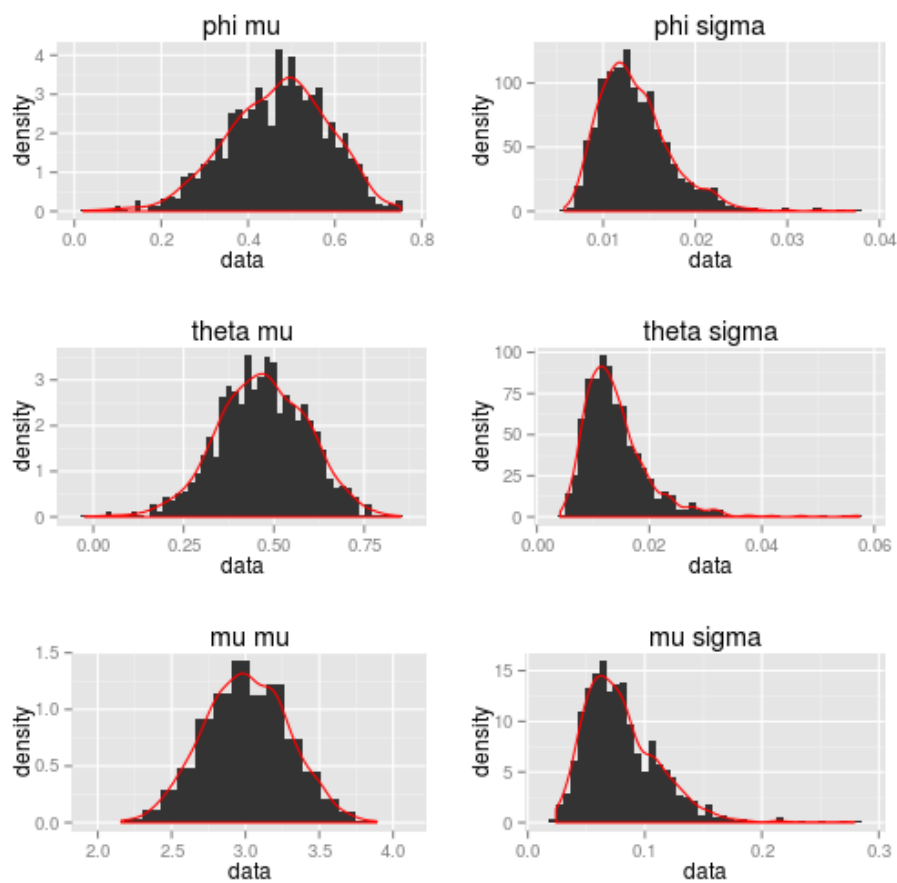 phi mu
density
4
3
2
1
0
0.0 0.2 0.4 0.6 0.8
data
phi sigma
density
100
50
0
0.01 0.02 0.03 0.04
data
theta mu
density
3
2
1
0
0.00 0.25 0.50 0.75
data
theta sigma
density
100
75
50
25
0
0.00 0.02 0.04 0.06
data
mu mu
density
1.5
1.0
0.5
0.0
2.0 2.5 3.0 3.5 4.0
data
mu sigma
density
15
10
5
0
0.0 0.1 0.2 0.3
data